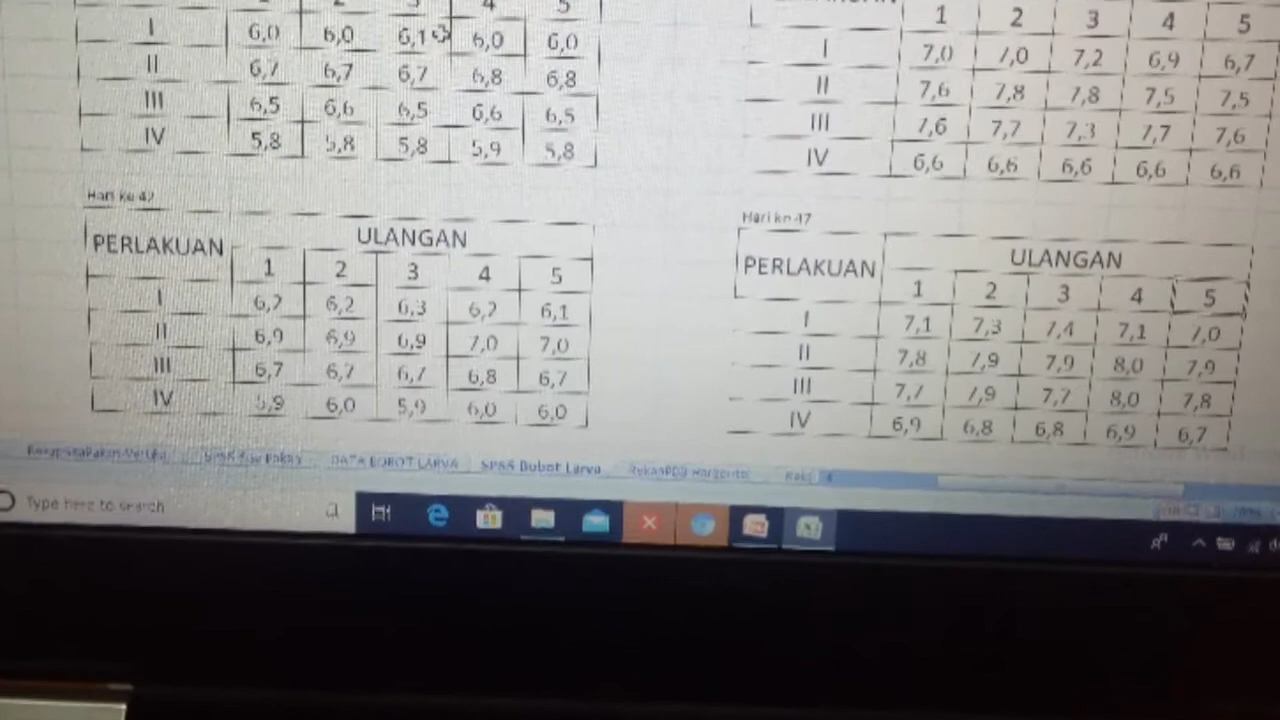 5
I 6,0 6,0 6,1 6,0 6,0
II 6,7 6,7 6,7 6,8 6,8
III 6,5 6,6 6,5 6,6 6,5
IV 5,8 5,8 5,8 5,9 5,8
1 2 3 4 5
I 7,0 7,0 7,2 6,9 6,7
II 7,6 7,8 7,8 7,5 7,5
III 7,6 7,7 7,3 7,7 7,6
IV 6,6 6,6 6,6 6,6 6,6
Hari ke 42
PERLAKUAN ULANGAN
1 2 3 4 5
I 6,2 6,2 6,3 6,2 6,1
II 6,9 6,9 6,9 7,0 7,0
III 6,7 6,7 6,7 6,8 6,7
IV 5,9 6,0 5,9 6,0 6,0
Hari ke 47
PERLAKUAN ULANGAN
1 2 3 4 5
I 7,1 7,3 7,4 7,1 7,0
II 7,8 7,9 7,9 8,0 7,9
III 7,7 7,9 7,7 8,0 7,8
IV 6,9 6,8 6,8 6,9 6,7
DATA BOBOT LARVA SPSS Bobot Larva
Type here to search